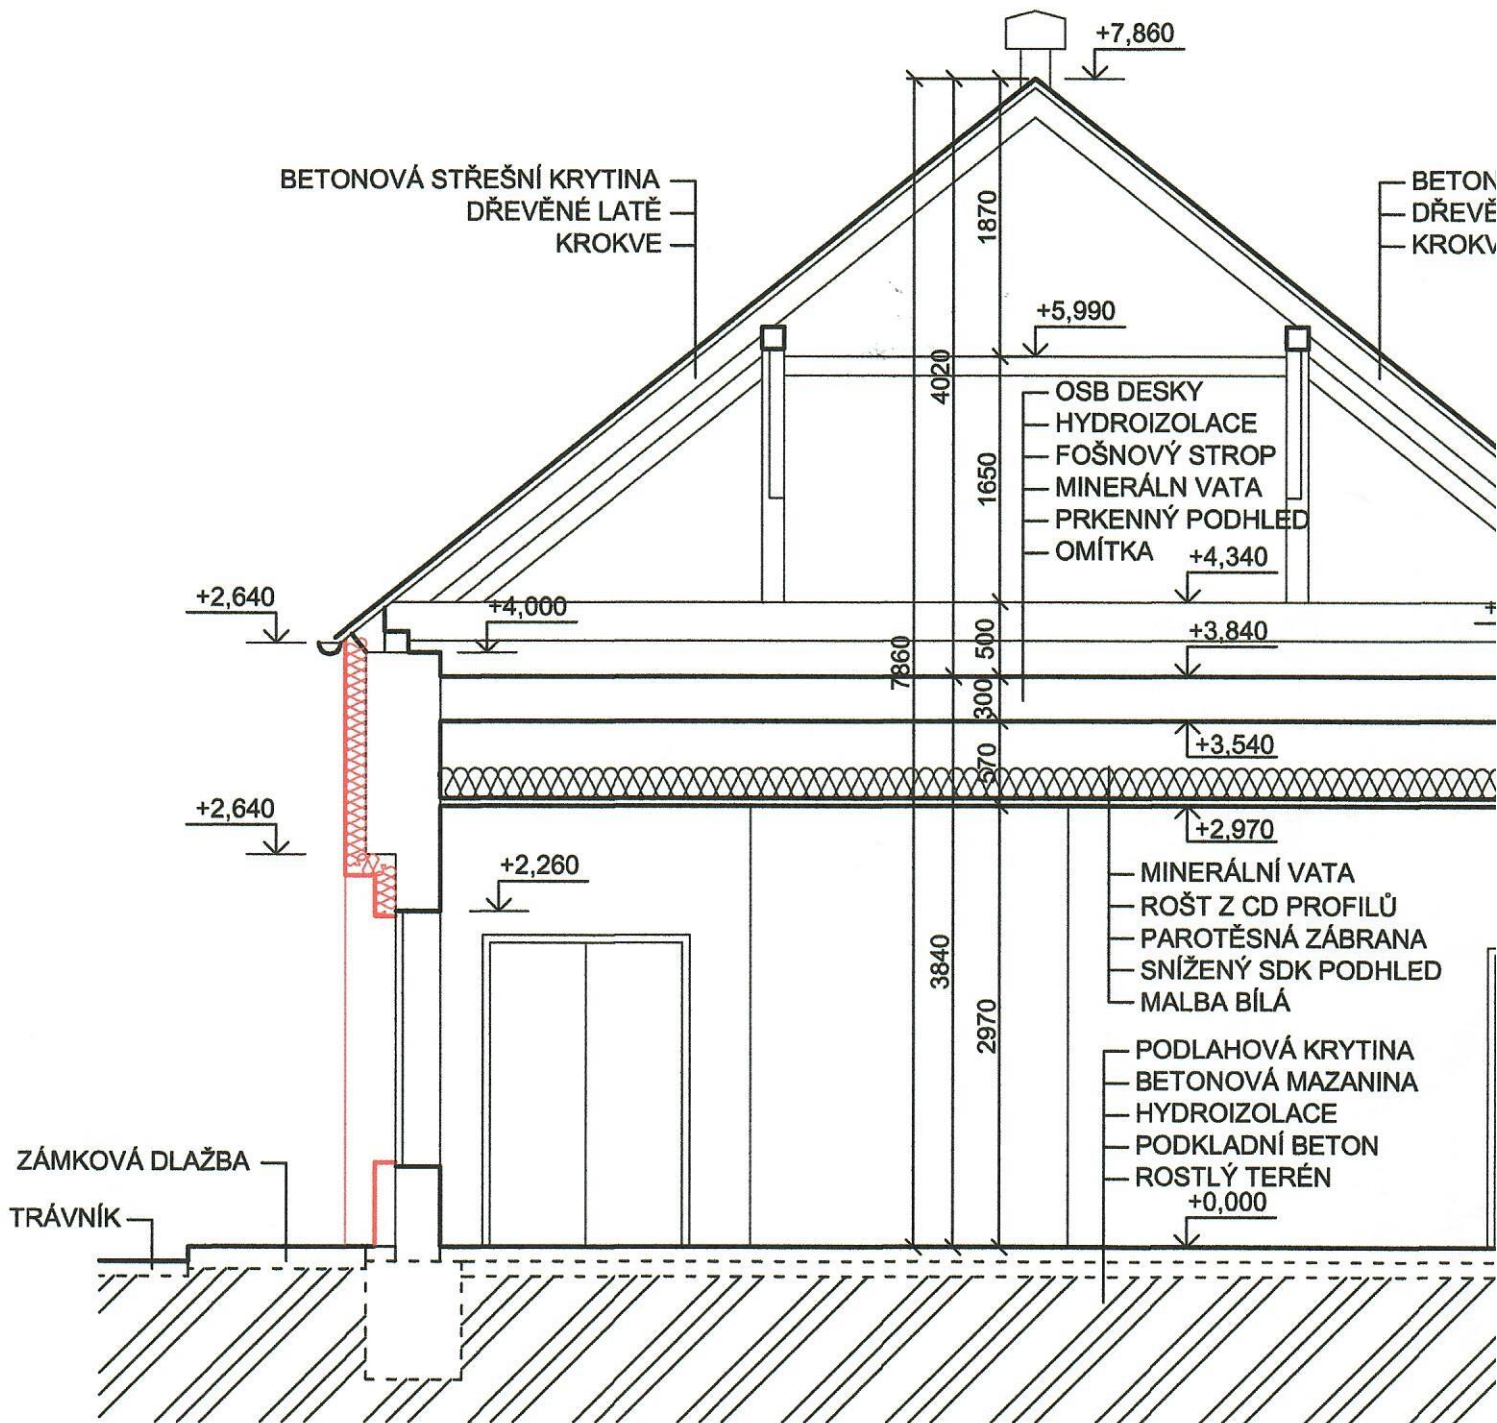 +7,860
BETONOVÁ STŘEŠNÍ KRYTINA
DŘEVĚNÉ LATĚ
KROKVE
BETON
DŘEVĚ
KROKV
1870
+5,990
4020
OSB DESKY
HYDROIZOLACE
FOŠNOVÝ STROP
MINERÁLN VATA
PRKENNÝ PODHLED
OMÍTKA
1650
+4,340
+2,640
+4,000
+3,840
500
7860
300
+3,540
570
+2,640
+2,970
+2,260
MINERÁLNÍ VATA
ROŠT Z CD PROFILŮ
PAROTĚSNÁ ZÁBRANA
SNÍŽENÝ SDK PODHLED
MALBA BÍLÁ
3840
2970
PODLAHOVÁ KRYTINA
BETONOVÁ MAZANINA
HYDROIZOLACE
PODKLADNÍ BETON
ROSTLÝ TERÉN
ZÁMKOVÁ DLAŽBA
TRÁVNÍK
+0,000